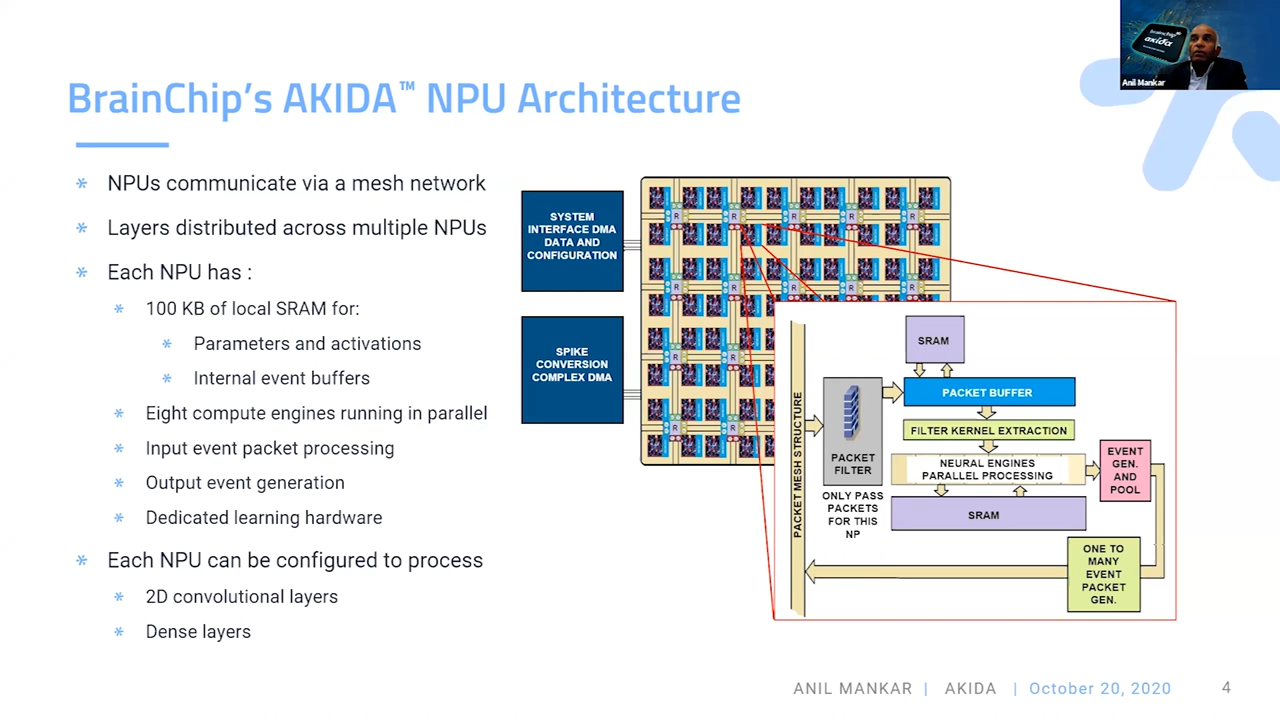 brainchip
akida
Anil Mankar
BrainChip's AKIDA™ NPU Architecture
* NPUs communicate via a mesh network
* Layers distributed across multiple NPUs
* Each NPU has :
* 100 KB of local SRAM for:
* Parameters and activations
* Internal event buffers
* Eight compute engines running in parallel
* Input event packet processing
* Output event generation
* Dedicated learning hardware
* Each NPU can be configured to process
* 2D convolutional layers
* Dense layers
SYSTEM
INTERFACE DMA
DATA AND
CONFIGURATION
SPIKE
CONVERSION
COMPLEX DMA
R R R R R
R R R R R
R R
R R
PACKET MESH STRUCTURE
PACKET
FILTER
ONLY PASS
PACKETS
FOR THIS
NP
SRAM
PACKET BUFFER
FILTER KERNEL EXTRACTION
NEURAL ENGINES
PARALLEL PROCESSING
SRAM
EVENT
GEN.
AND
POOL
ONE TO
MANY
EVENT
PACKET
GEN.
ANIL MANKAR | AKIDA | October 20, 2020 4